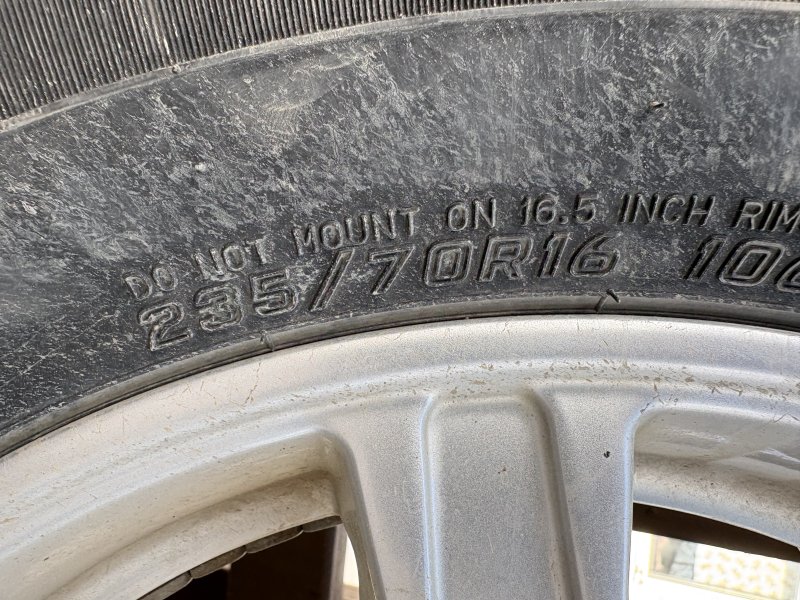 DO NOT MOUNT ON 16.5 INCH RIM
235/70R16